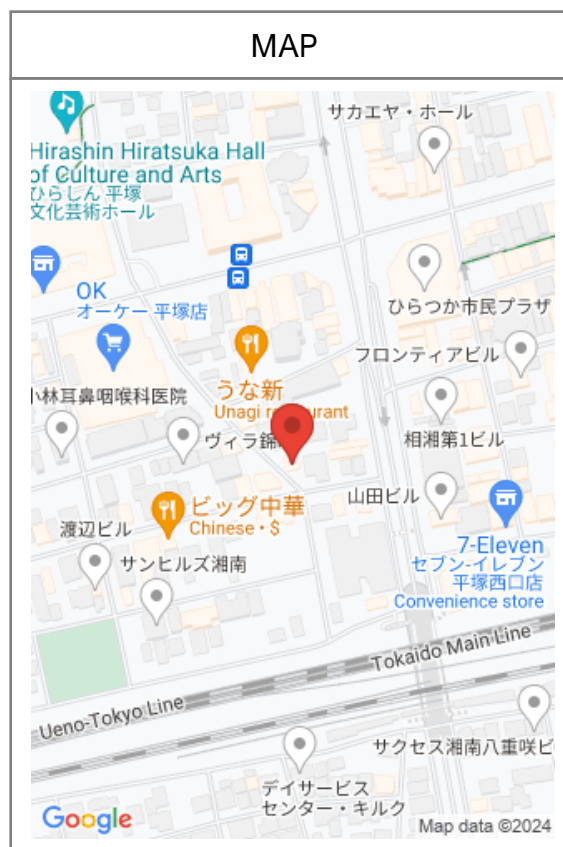 MAP
サカエヤ・ホール
Hirashin Hiratsuka Hall
of Culture and Arts
ひらしん 平塚
文化芸術ホール
OK
オーケー 平塚店
ひらつか市民プラザ
フロンティアビル
うな新
Unagi restaurant
小林耳鼻咽喉科医院
ヴィラ錦
相湘第1ビル
山田ビル
ビッグ中華
Chinese・$
渡辺ビル
サンヒルズ湘南
7-Eleven
セブン-イレブン
平塚西口店
Convenience store
Tokaido Main Line
Ueno-Tokyo Line
サクセス湘南八重咲ビ
デイサービス
センター・キルク
Google
Map data ©2024